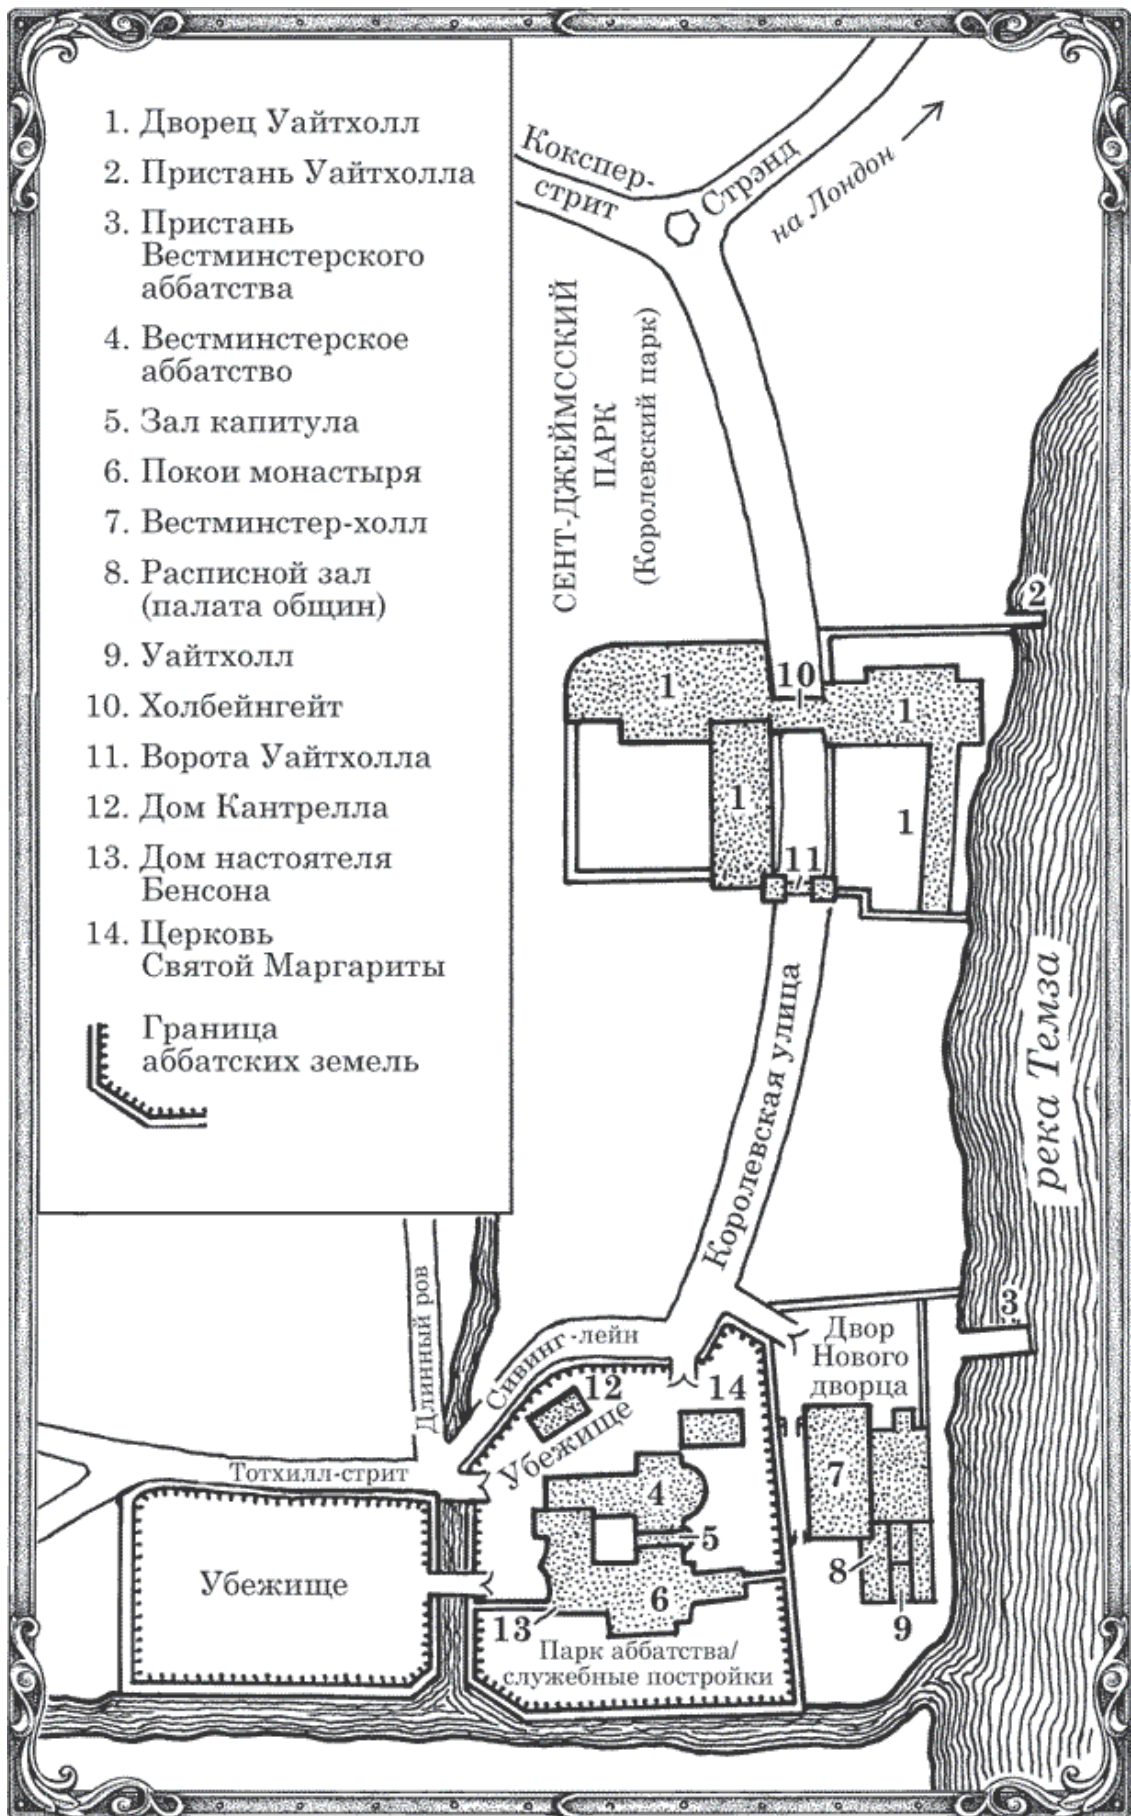 1. Дворец Уайтхолл
2. Пристань Уайтхолла
3. Пристань
Вестминстерского
аббатства
4. Вестминстерское
аббатство
5. Зал капитула
6. Покои монастыря
7. Вестминстер-холл
8. Расписной зал
(палата общин)
9. Уайтхолл
10. Холбейнгейт
11. Ворота Уайтхолла
12. Дом Кантрелла
13. Дом настоятеля
Бенсона
14. Церковь
Святой Маргариты
Граница
аббатских земель
Кокспер-
стрит
Стрэнд
на Лондон
СЕНТ-ДЖЕЙМССКИЙ
ПАРК
(Королевский парк)
2
1
10
1
1
1
11
река Темза
Королевская улица
3
Длинный ров
Сивинг-лейн
Двор
Нового
дворца
12
14
Убежище
Тотхилл-стрит
4
7
5
8
Убежище
6
13
9
Парк аббатства/
служебные постройки